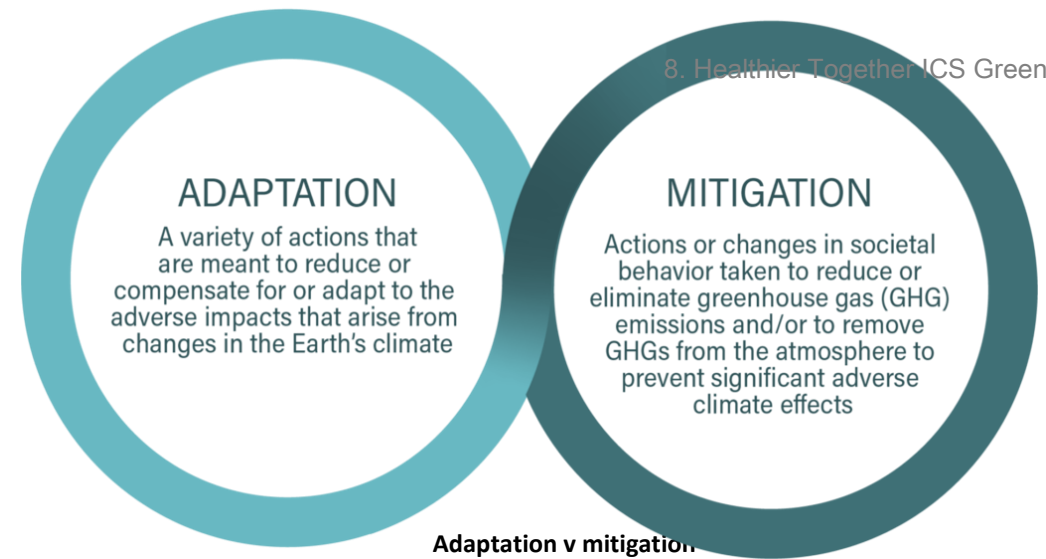 8. Healthier Together ICS Green
ADAPTATION
A variety of actions that
are meant to reduce or
compensate for or adapt to the
adverse impacts that arise from
changes in the Earth's climate
MITIGATION
Actions or changes in societal
behavior taken to reduce or
eliminate greenhouse gas (GHG)
emissions and/or to remove
GHGs from the atmosphere to
prevent significant adverse
climate effects
Adaptation v mitigation